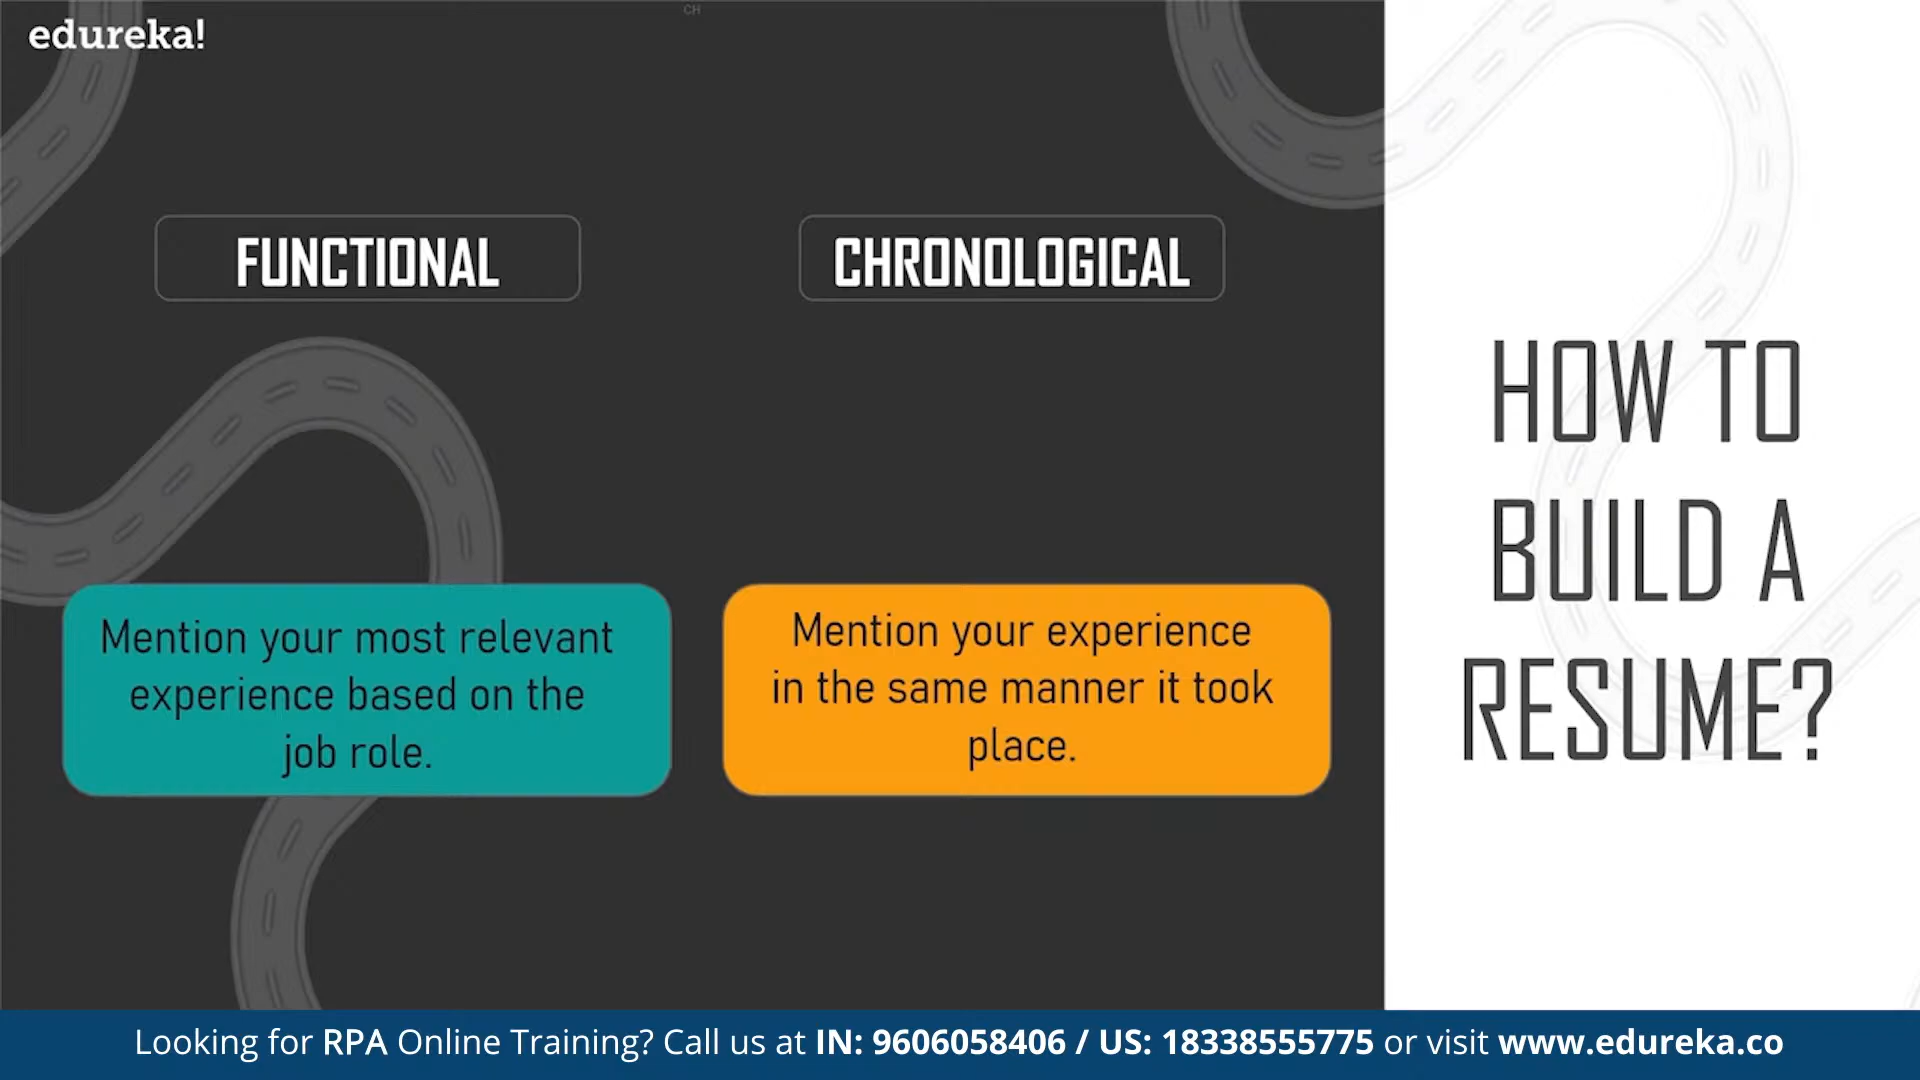 CH
edureka!
FUNCTIONAL
CHRONOLOGICAL
Mention your most relevant
experience based on the
job role.
Mention your experience
in the same manner it took
place.
HOW TO
BUILD A
RESUME?
Looking for RPA Online Training? Call us at IN: 9606058406 / US: 18338555775 or visit www.edureka.co